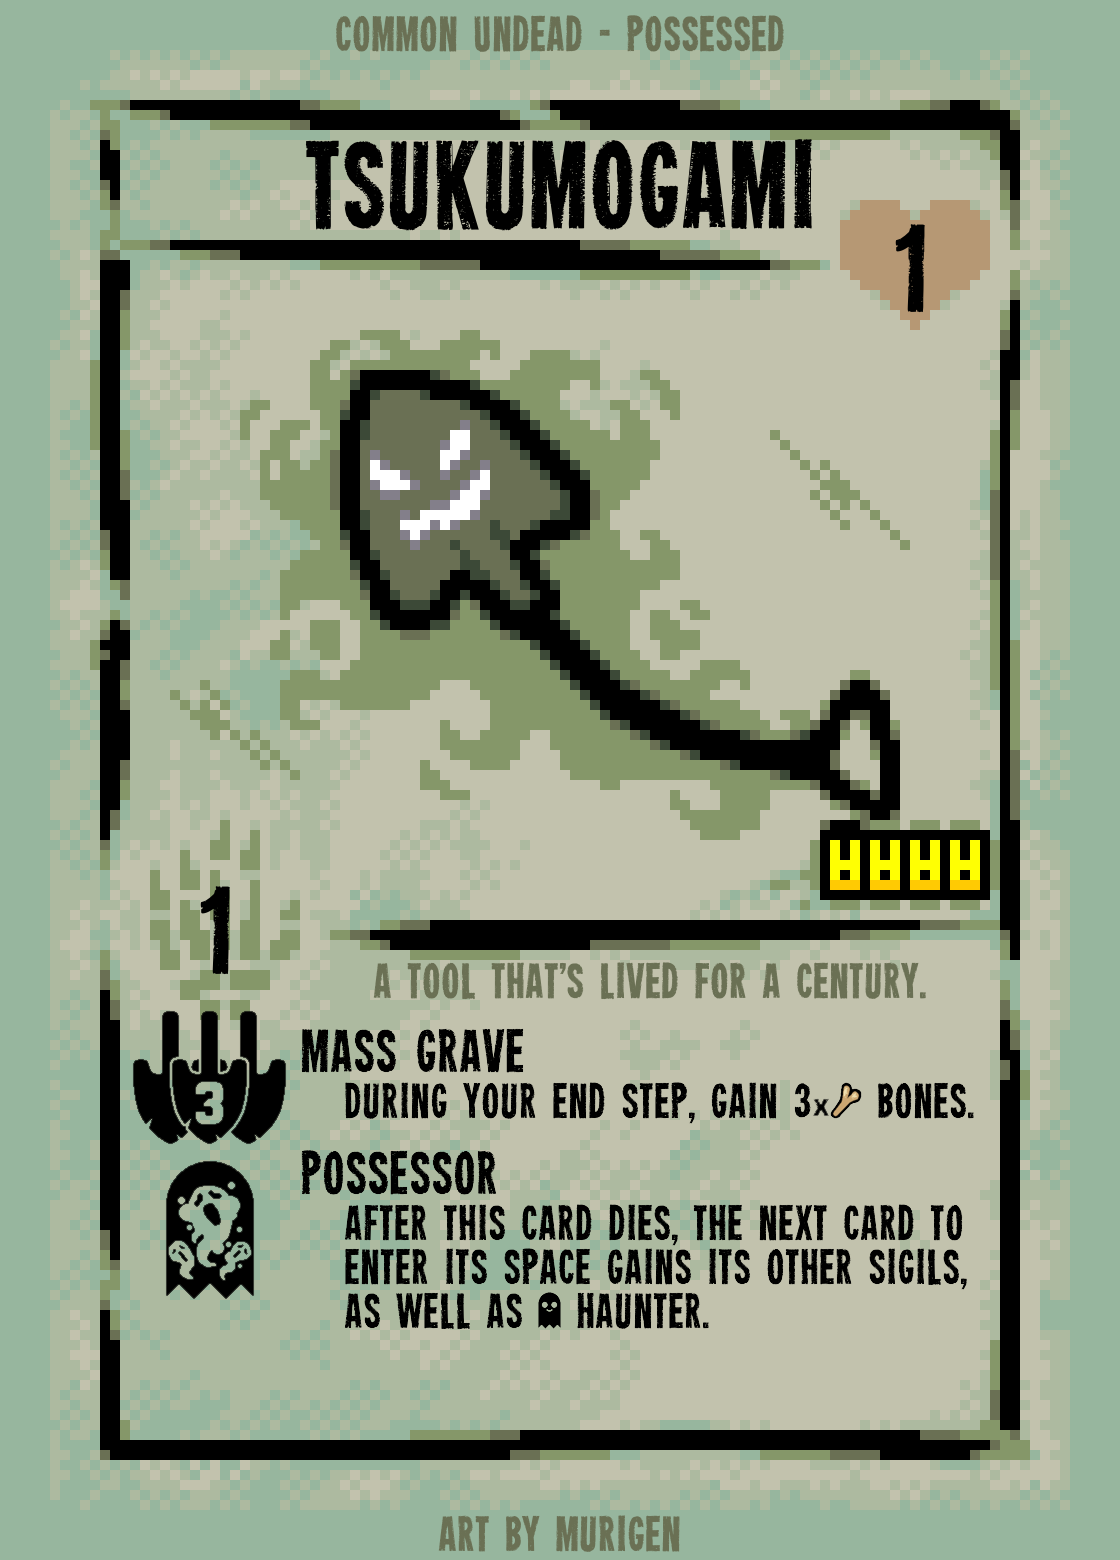 COMMON UNDEAD - POSSESSED
TSUKUMOGAMI
1
1
A TOOL THAT'S LIVED FOR A CENTURY.
MASS GRAVE
3
DURING YOUR END STEP, GAIN 3x BONES.
POSSESSOR
AFTER THIS CARD DIES, THE NEXT CARD TO
ENTER ITS SPACE GAINS ITS OTHER SIGILS,
AS WELL AS HAUNTER.
ART BY MURIGEN